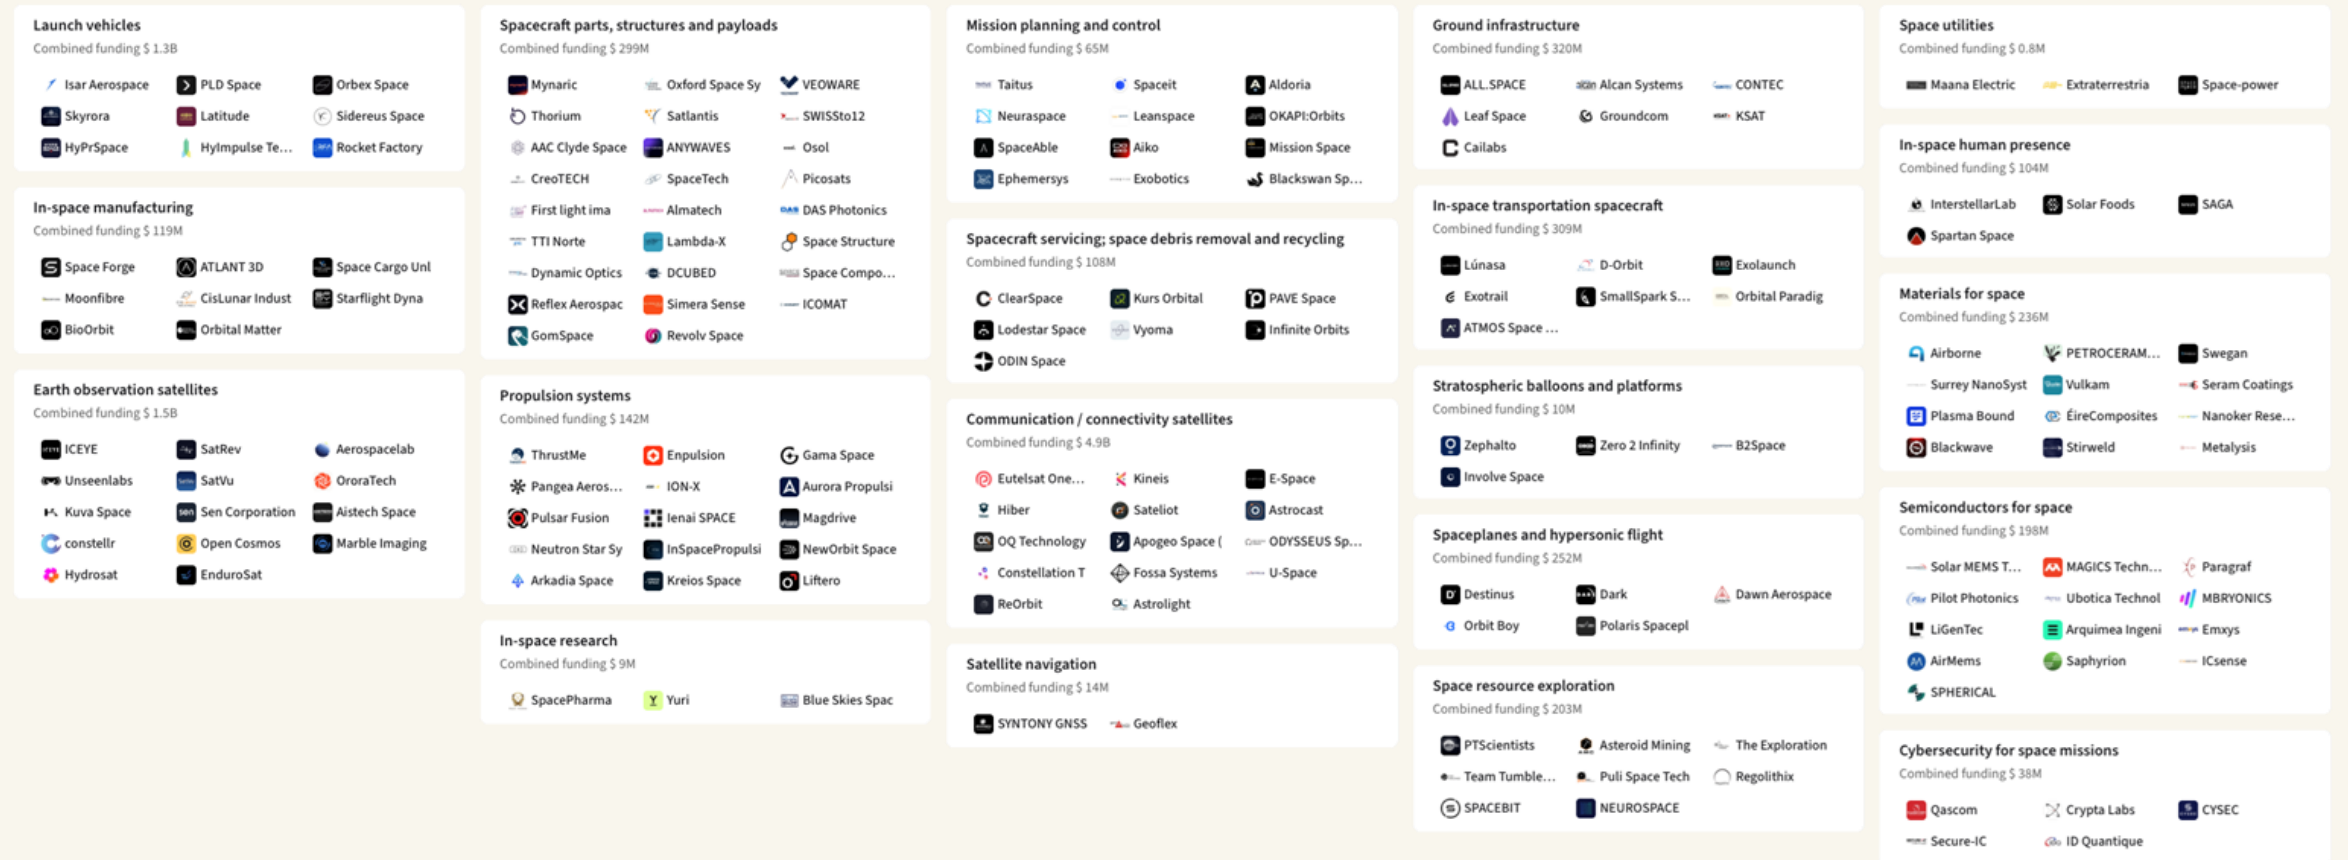 Launch vehicles
Combined funding $ 1.3B
Isar Aerospace PLD Space Orbex Space
Skyrora Latitude Sidereus Space
HyPrSpace HyImpulse Te... Rocket Factory
In-space manufacturing
Combined funding $ 119M
Space Forge ATLANT 3D Space Cargo Unl
Moonfibre CisLunar Indust Starflight Dyna
BioOrbit Orbital Matter
Earth observation satellites
Combined funding $ 1.5B
ICEYE SatRev Aerospacelab
Unseenlabs SatVu OroraTech
Kuva Space Sen Corporation Aistech Space
constellr Open Cosmos Marble Imaging
Hydrosat EnduroSat
Spacecraft parts, structures and payloads
Combined funding $ 299M
Mynaric Oxford Space Sy VEOWARE
Thorium Satlantis SWISSto12
AAC Clyde Space ANYWAVES Osol
CreoTECH SpaceTech Picosats
First light ima Almatech DAS Photonics
TTI Norte Lambda-X Space Structure
Dynamic Optics DCUBED Space Compo...
Reflex Aerospac Simera Sense ICOMAT
GomSpace Revolv Space
Propulsion systems
Combined funding $ 142M
ThrustMe Enpulsion Gama Space
Pangea Aeros... ION-X Aurora Propulsi
Pulsar Fusion Ienai SPACE Magdrive
Neutron Star Sy InSpacePropulsi NewOrbit Space
Arkadia Space Kreios Space Liftero
In-space research
Combined funding $ 9M
SpacePharma Yuri Blue Skies Spac
Mission planning and control
Combined funding $ 65M
Taitus Spaceit Aldoria
Neuraspace Leanspace OKAPI:Orbits
SpaceAble Aiko Mission Space
Ephemersys Exobotics Blackswan Sp...
Spacecraft servicing; space debris removal and recycling
Combined funding $ 108M
ClearSpace Kurs Orbital PAVE Space
Lodestar Space Vyoma Infinite Orbits
ODIN Space
Communication / connectivity satellites
Combined funding $ 4.9B
Eutelsat One... Kineis E-Space
Hiber Sateliot Astrocast
OQ Technology Apogeo Space ( ODYSSEUS Sp...
Constellation T Fossa Systems U-Space
ReOrbit Astrolight
Satellite navigation
Combined funding $ 14M
SYNTONY GNSS Geoflex
Ground infrastructure
Combined funding $ 320M
ALL.SPACE Alcan Systems CONTEC
Leaf Space Groundcom KSAT
Cailabs
In-space transportation spacecraft
Combined funding $ 309M
Lúnasa D-Orbit Exolaunch
Exotrail SmallSpark S... Orbital Paradig
ATMOS Space ...
Stratospheric balloons and platforms
Combined funding $ 10M
Zephalto Zero 2 Infinity B2Space
Involve Space
Spaceplanes and hypersonic flight
Combined funding $ 252M
Destinus Dark Dawn Aerospace
Orbit Boy Polaris Spacepl
Space resource exploration
Combined funding $ 203M
PTScientists Asteroid Mining The Exploration
Team Tumble... Puli Space Tech Regolithix
SPACEBIT NEUROSPACE
Space utilities
Combined funding $ 0.8M
Maana Electric Extraterrestria Space-power
In-space human presence
Combined funding $ 104M
InterstellarLab Solar Foods SAGA
Spartan Space
Materials for space
Combined funding $ 236M
Airborne PETROCERAM... Swegan
Surrey NanoSyst Vulkam Seram Coatings
Plasma Bound ÉireComposites Nanoker Rese...
Blackwave Stirweld Metalysis
Semiconductors for space
Combined funding $ 198M
Solar MEMS T... MAGICS Techn... Paragraf
Pilot Photonics Ubotica Technol MBRYONICS
LiGenTec Arquimea Ingeni Emxys
AirMems Saphyrion ICsense
SPHERICAL
Cybersecurity for space missions
Combined funding $ 38M
Qascom Crypta Labs CYSEC
Secure-IC ID Quantique